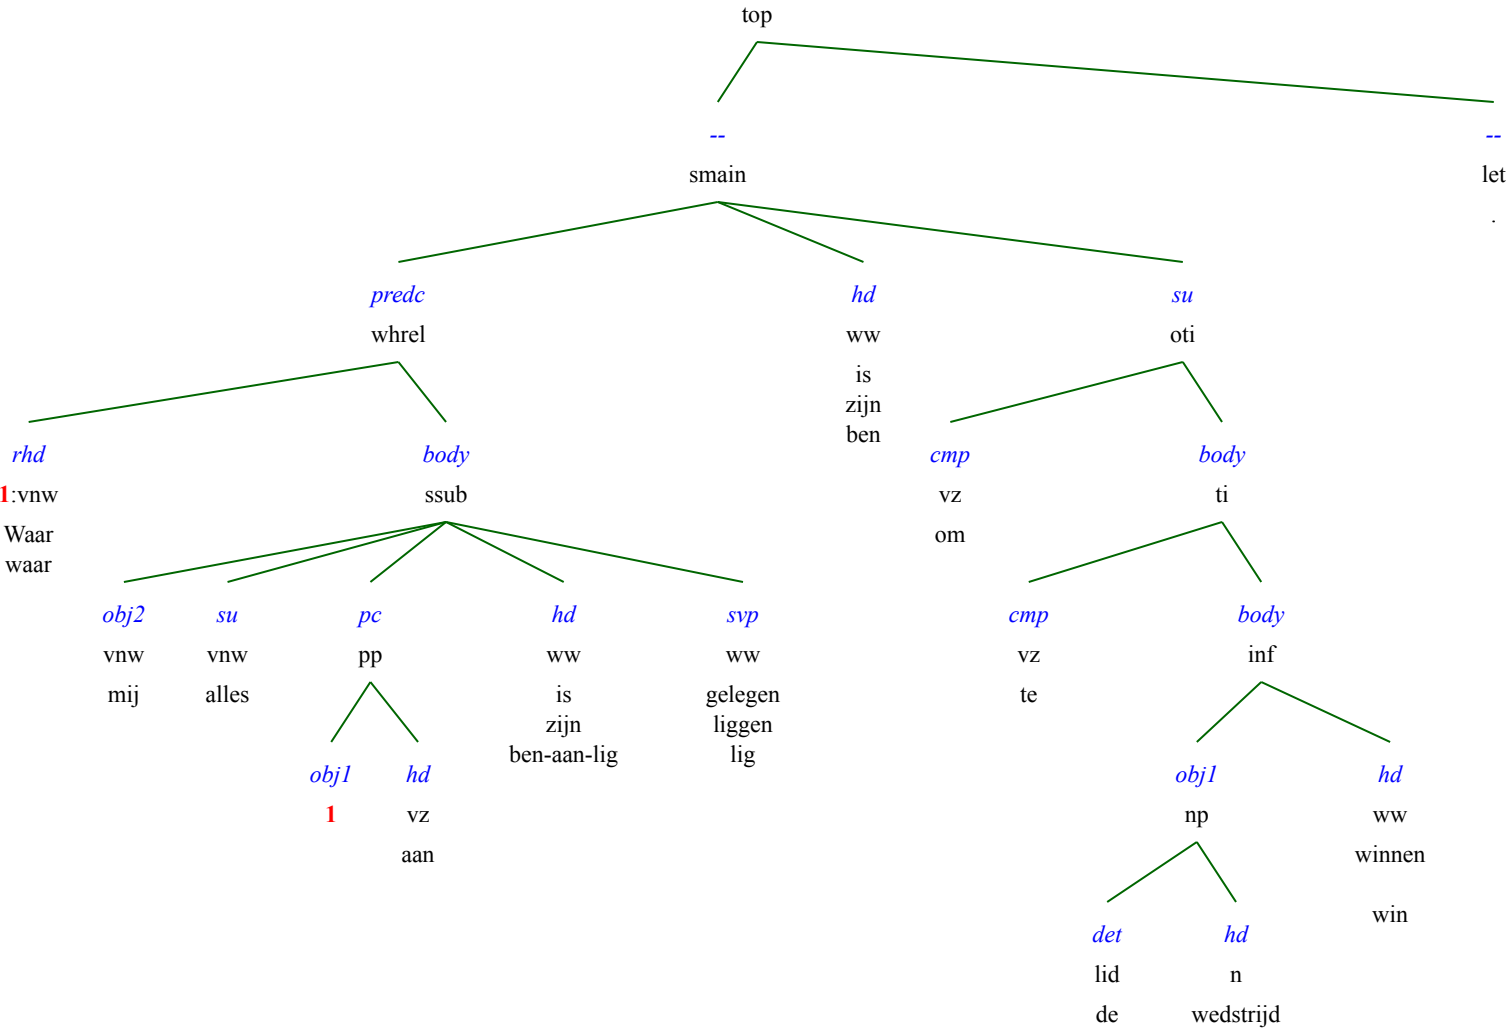 top
-- --
smain let
.
predc hd su
whrel ww oti
is
zijn
ben
rhd body cmp body
1:vnw ssub vz ti
Waar om
waar
obj2 su pc hd svp cmp body
vnw vnw pp ww ww vz inf
mij alles is gelegen te
zijn liggen
ben-aan-lig lig
obj1 hd obj1 hd
1 vz np ww
aan winnen
win
det hd
lid n
de wedstrijd